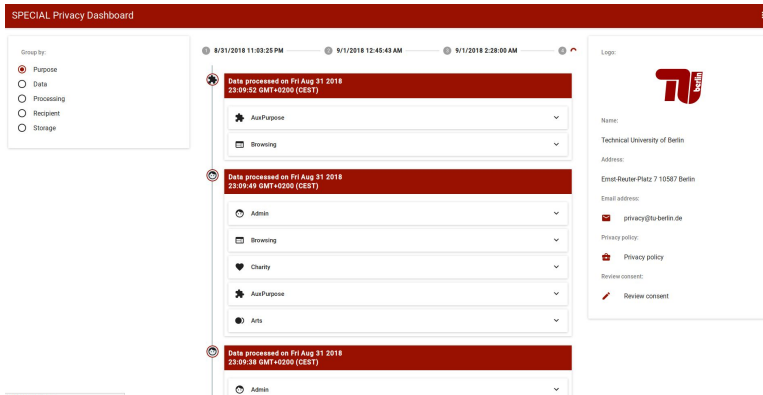 SPECIAL Privacy Dashboard
Group by:
Purpose
Data
Processing
Recipient
Storage
1 8/31/2018 11:03:25 PM 2 9/1/2018 12:45:43 AM 3 9/1/2018 2:28:00 AM 4
Data processed on Fri Aug 31 2018
23:09:52 GMT+0200 (CEST)
AuxPurpose
Browsing
Data processed on Fri Aug 31 2018
23:09:49 GMT+0200 (CEST)
Admin
Browsing
Charity
AuxPurpose
Arts
Data processed on Fri Aug 31 2018
23:09:38 GMT+0200 (CEST)
Admin
Logo:
TU berlin
Name:
Technical University of Berlin
Address:
Ernst-Reuter-Platz 7 10587 Berlin
Email address:
privacy@tu-berlin.de
Privacy policy:
Privacy policy
Review consent:
Review consent